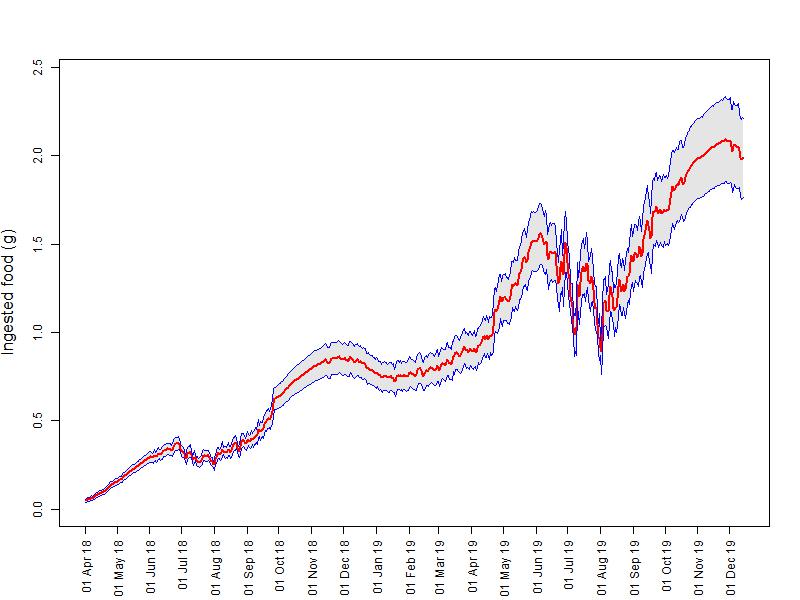 Ingested food (g)
2.5
2.0
1.5
1.0
0.5
0.0
01 Apr 18
01 May 18
01 Jun 18
01 Jul 18
01 Aug 18
01 Sep 18
01 Oct 18
01 Nov 18
01 Dec 18
01 Jan 19
01 Feb 19
01 Mar 19
01 Apr 19
01 May 19
01 Jun 19
01 Jul 19
01 Aug 19
01 Sep 19
01 Oct 19
01 Nov 19
01 Dec 19